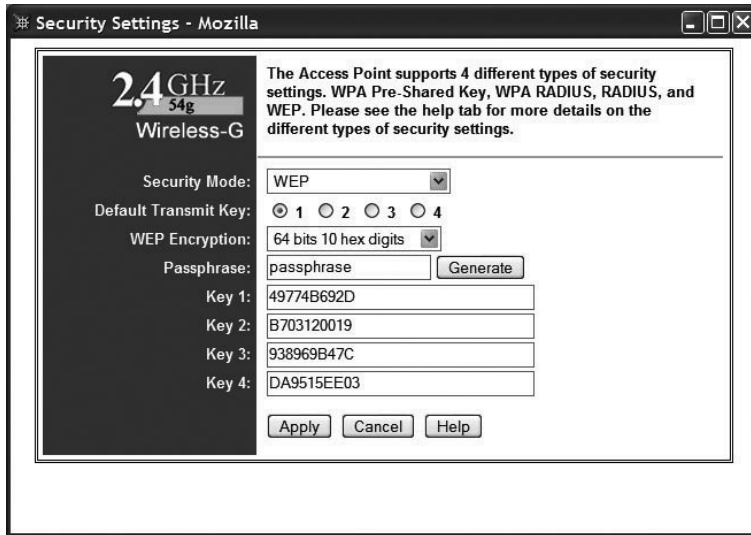 Security Settings - Mozilla
2.4 GHz
54g
Wireless-G
The Access Point supports 4 different types of security
settings. WPA Pre-Shared Key, WPA RADIUS, RADIUS, and
WEP. Please see the help tab for more details on the
different types of security settings.
Security Mode: WEP
Default Transmit Key: 1 2 3 4
WEP Encryption: 64 bits 10 hex digits
Passphrase: passphrase Generate
Key 1: 49774B692D
Key 2: B703120019
Key 3: 938969B47C
Key 4: DA9515EE03
Apply Cancel Help